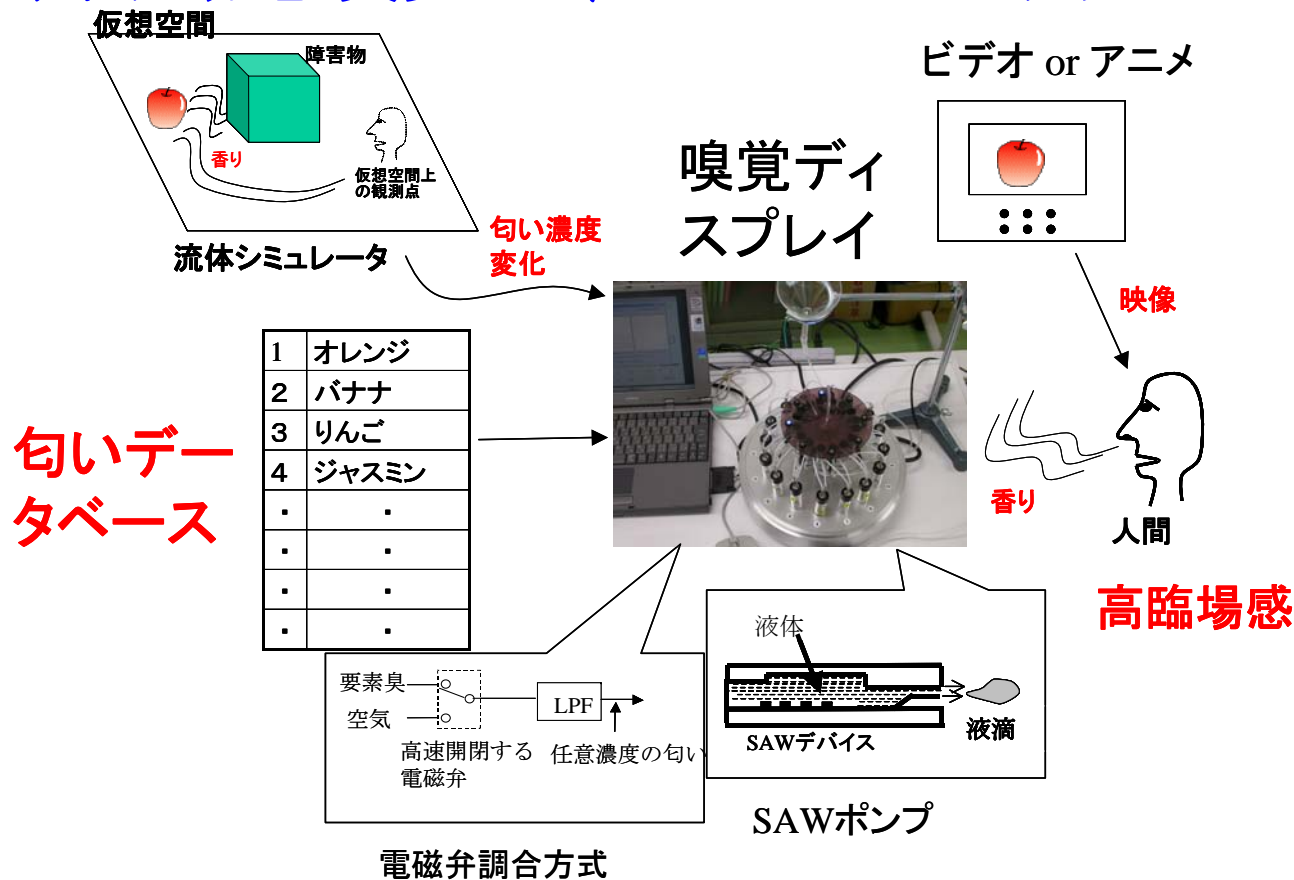 仮想空間
障害物
香り
仮想空間上
の観測点
流体シミュレータ
匂い濃度
変化
嗅覚ディ
スプレイ
ビデオ or アニメ
映像
匂いデー
タベース
1 オレンジ
2 バナナ
3 りんご
4 ジャスミン
・ ・
・ ・
・ ・
・ ・
香り
人間
高臨場感
要素臭
空気
LPF
高速開閉する
電磁弁
任意濃度の匂い
電磁弁調合方式
液体
SAWデバイス
液滴
SAWポンプ